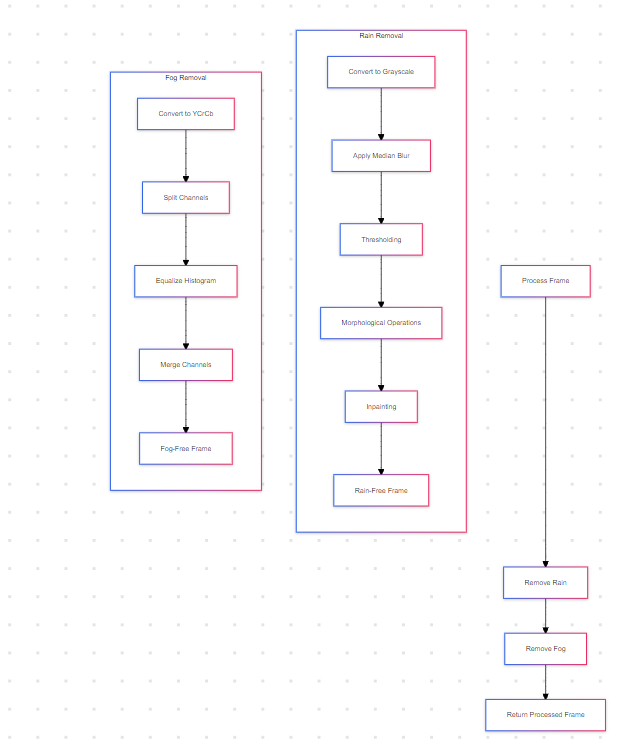 Fog Removal
Convert to YCrCb
Split Channels
Equalize Histogram
Merge Channels
Fog-Free Frame
Rain Removal
Convert to Grayscale
Apply Median Blur
Thresholding
Morphological Operations
Inpainting
Rain-Free Frame
Process Frame
Remove Rain
Remove Fog
Return Processed Frame